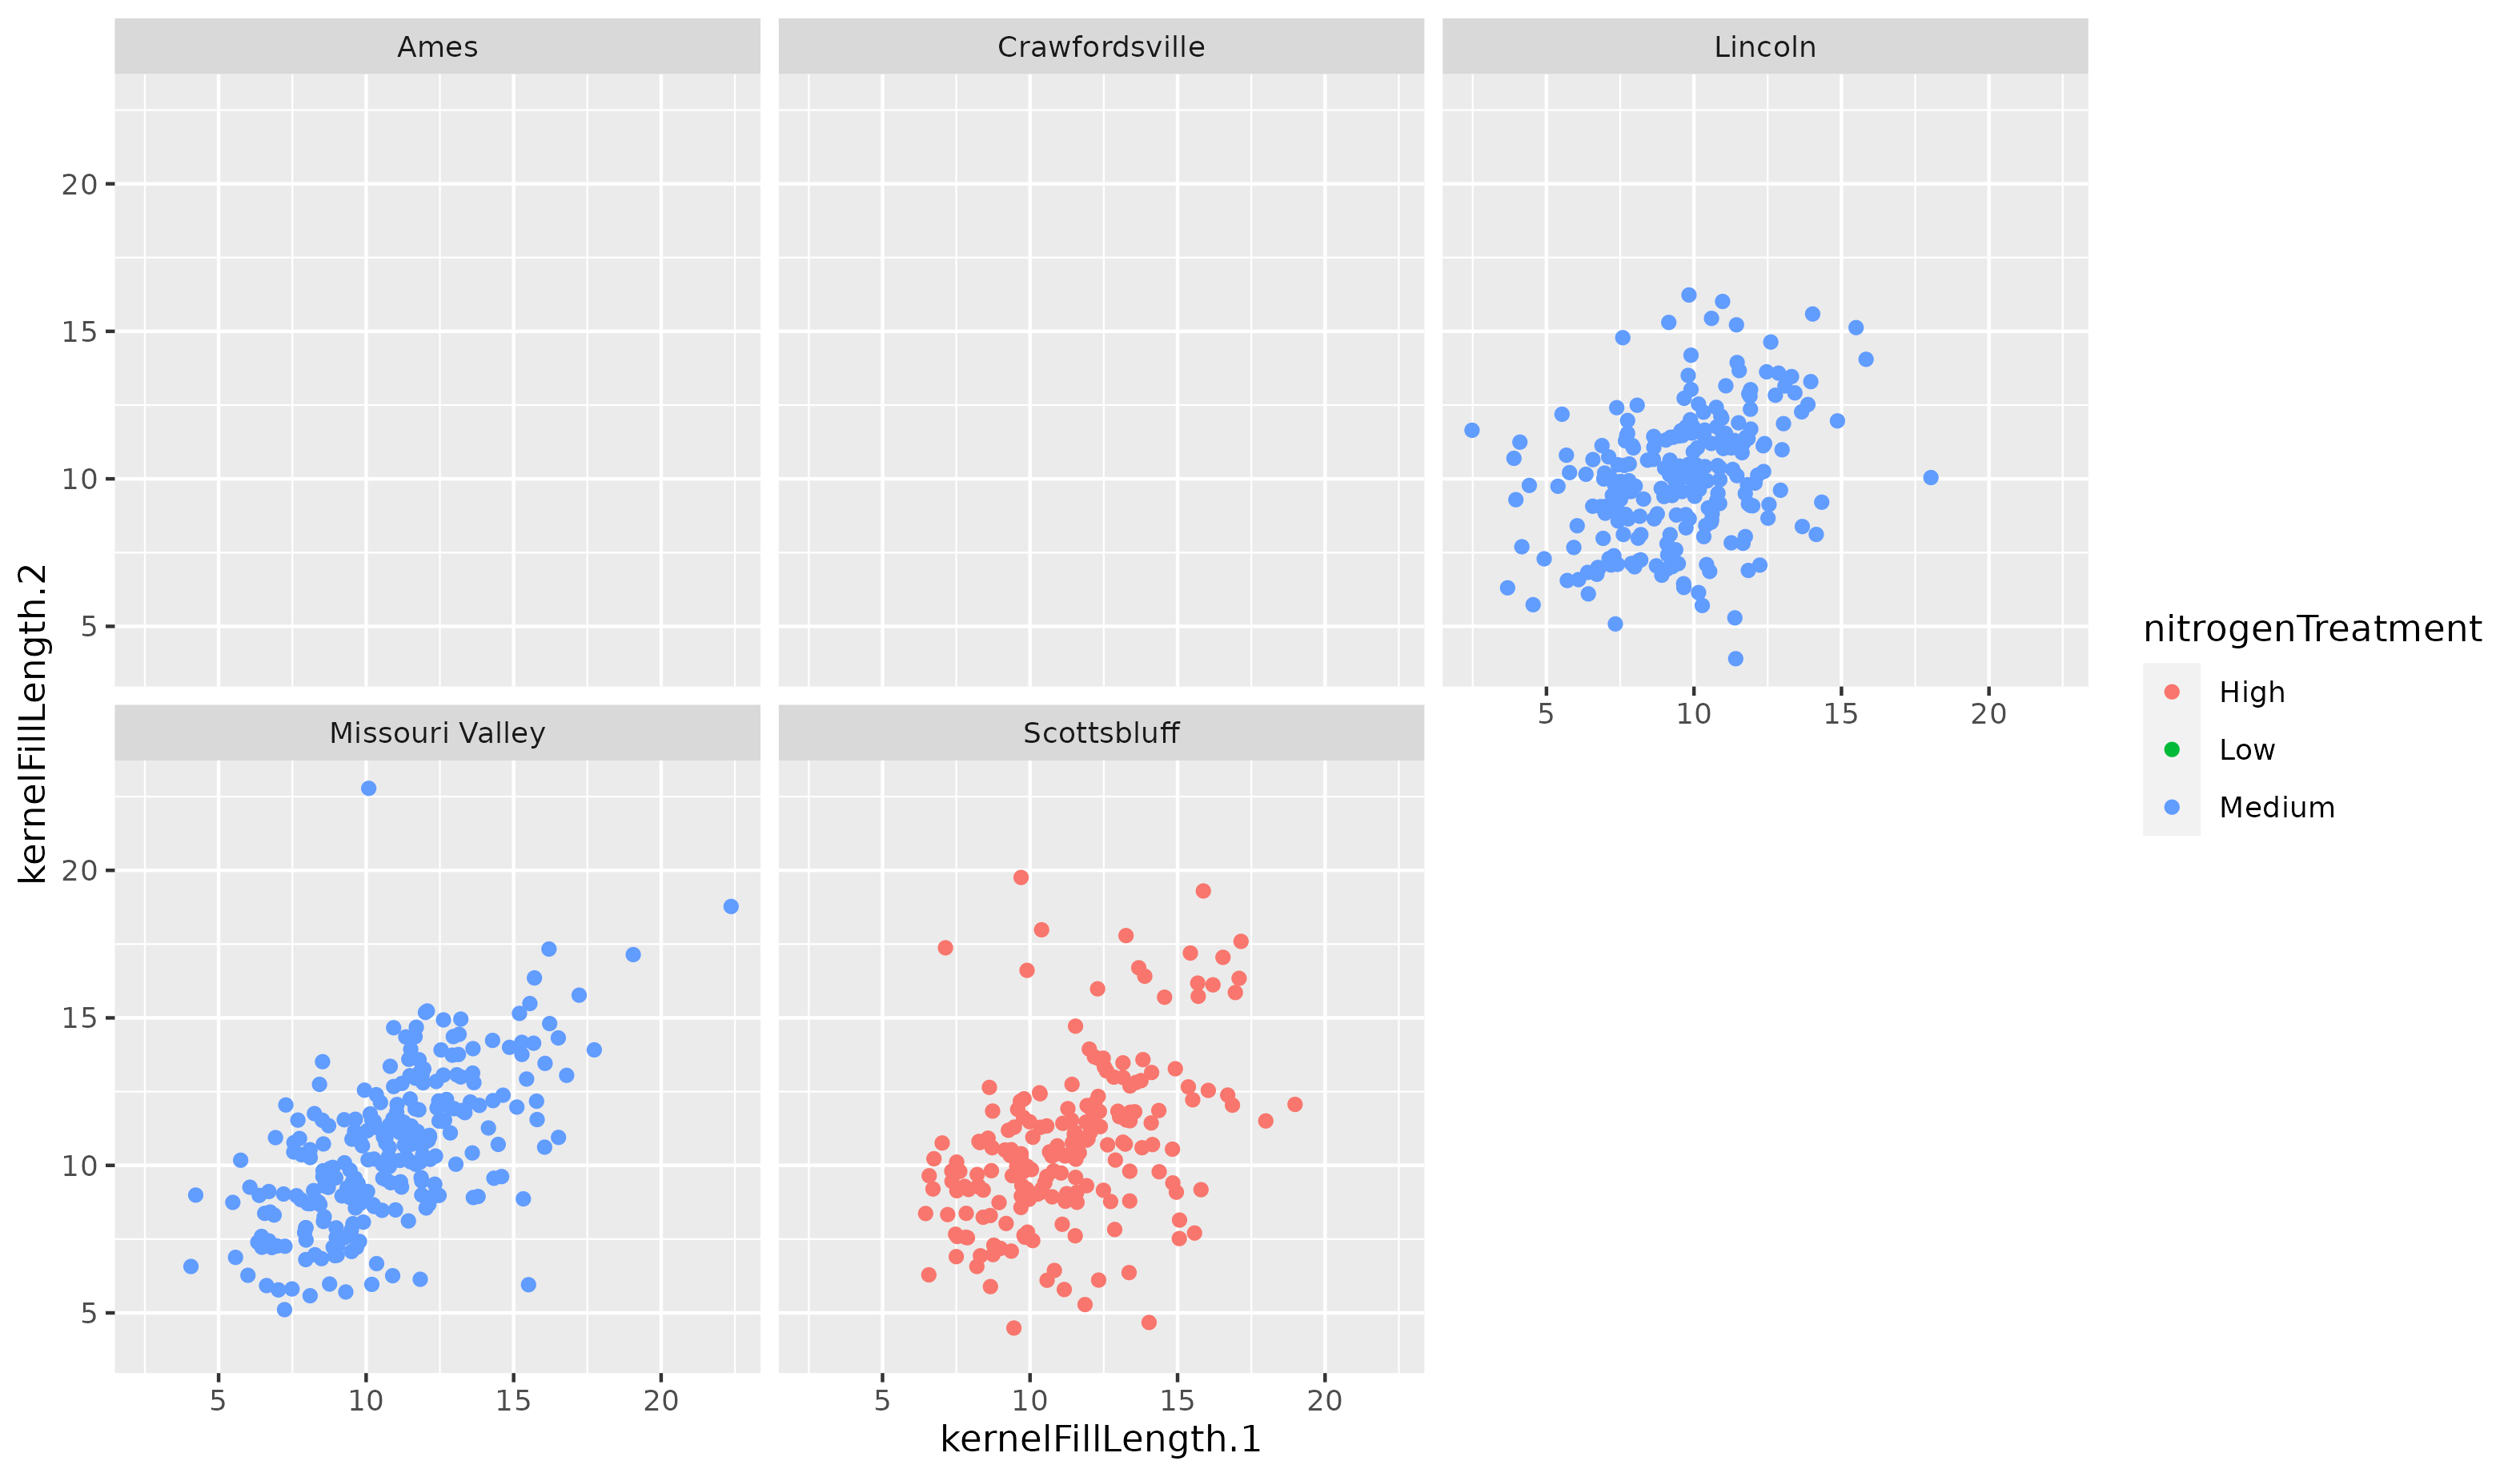 Ames
Crawfordsville
Lincoln
20
15
10
5
5 10 15 20
Missouri Valley
Scottsbluff
20
15
10
5
5 10 15 20
5 10 15 20
kernelFillLength.1
kernelFillLength.2
nitrogenTreatment
High
Low
Medium